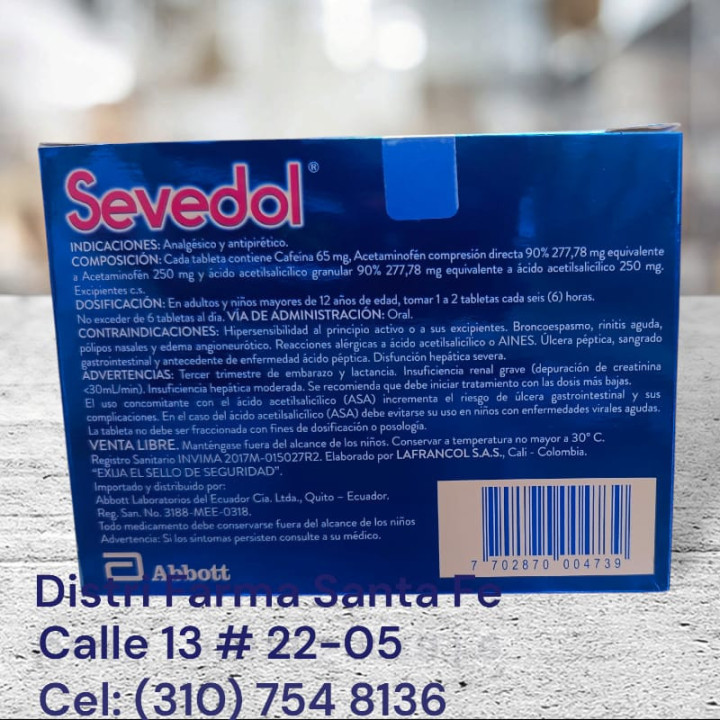 Sevedol®
INDICACIONES: Analgésico y antipirético.
COMPOSICIÓN: Cada tableta contiene Cafeína 65 mg, Acetaminofén compresión directa 90% 277,78 mg equivalente
a Acetaminofén 250 mg y ácido acetilsalicílico granular 90% 277,78 mg equivalente a ácido acetilsalicílico 250 mg.
Excipientes c.s.
DOSIFICACIÓN: En adultos y niños mayores de 12 años de edad, tomar 1 a 2 tabletas cada seis (6) horas.
No exceder de 6 tabletas al día. VÍA DE ADMINISTRACIÓN: Oral.
CONTRAINDICACIONES: Hipersensibilidad al principio activo o a sus excipientes. Broncoespasmo, rinitis aguda,
pólipos nasales y edema angioneurótico. Reacciones alérgicas a ácido acetilsalicílico o AINES. Úlcera péptica, sangrado
gastrointestinal y antecedente de enfermedad ácido péptica. Disfunción hepática severa.
ADVERTENCIAS: Tercer trimestre de embarazo y lactancia. Insuficiencia renal grave (depuración de creatinina
<30mL/min). Insuficiencia hepática moderada. Se recomienda que debe iniciar tratamiento con las dosis más bajas.
El uso concomitante con el ácido acetilsalicílico (ASA) incrementa el riesgo de úlcera gastrointestinal y sus
complicaciones. En el caso del ácido acetilsalicílico (ASA) debe evitarse su uso en niños con enfermedades virales agudas.
La tableta no debe ser fraccionada con fines de dosificación o posología.
VENTA LIBRE. Manténgase fuera del alcance de los niños. Conservar a temperatura no mayor a 30° C.
Registro Sanitario INVIMA 2017M-015027R2. Elaborado por LAFRANCOL S.A.S., Cali - Colombia.
“EXIJA EL SELLO DE SEGURIDAD”.
Importado y distribuido por:
Abbott Laboratorios del Ecuador Cia. Ltda., Quito – Ecuador.
Reg. San. No. 3188-MEE-0318.
Todo medicamento debe conservarse fuera del alcance de los niños
Advertencia: Si los síntomas persisten consulte a su médico.
7 702870 004739
Abbott
Distri Farma Santa Fe
Calle 13 # 22-05
Cel: (310) 754 8136